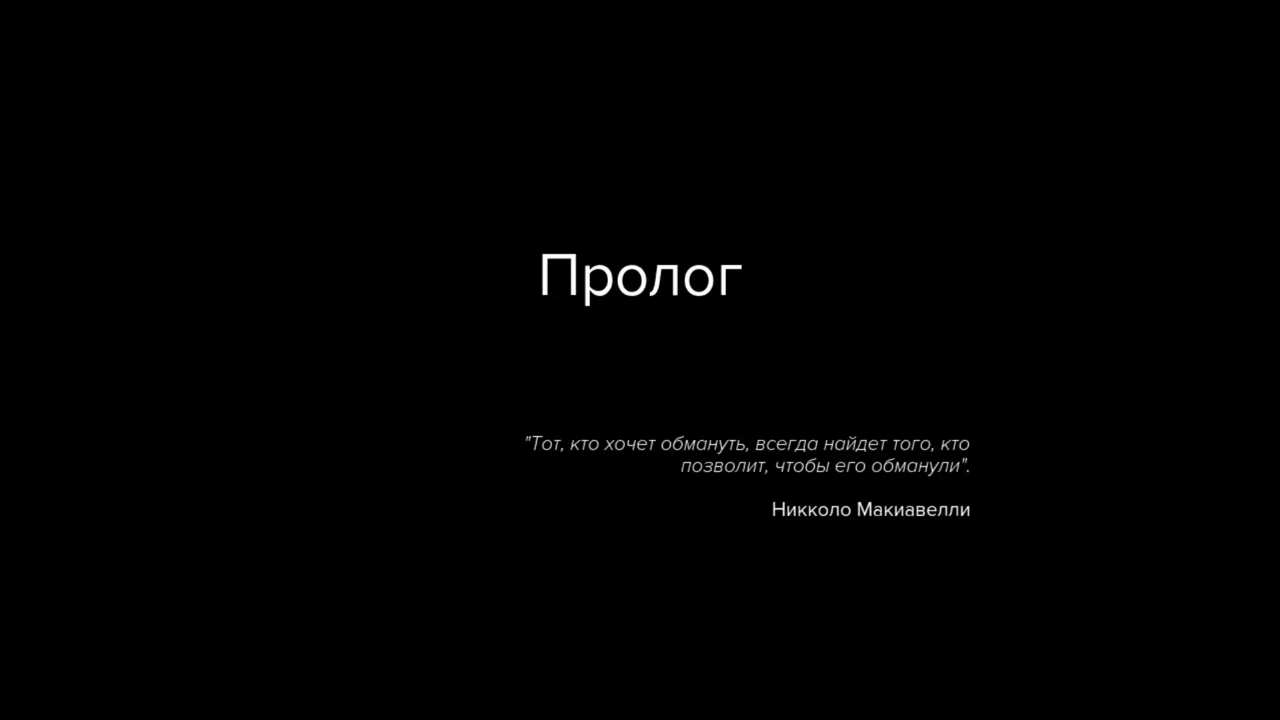 Пролог
"Тот, кто хочет обмануть, всегда найдет того, кто
позволит, чтобы его обманули".
Никколо Макиавелли